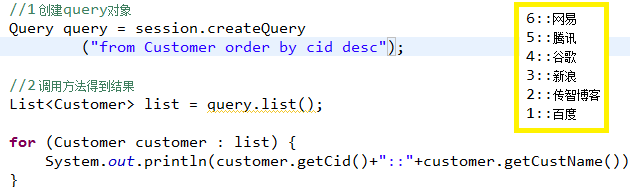 //1创建query对象
Query query = session.createQuery
("from Customer order by cid desc");
//2调用方法得到结果
List<Customer> list = query.list();
for (Customer customer : list) {
System.out.println(customer.getCid()+"::"+customer.getCustName())
}
6::网易
5::腾讯
4::谷歌
3::新浪
2::传智博客
1::百度